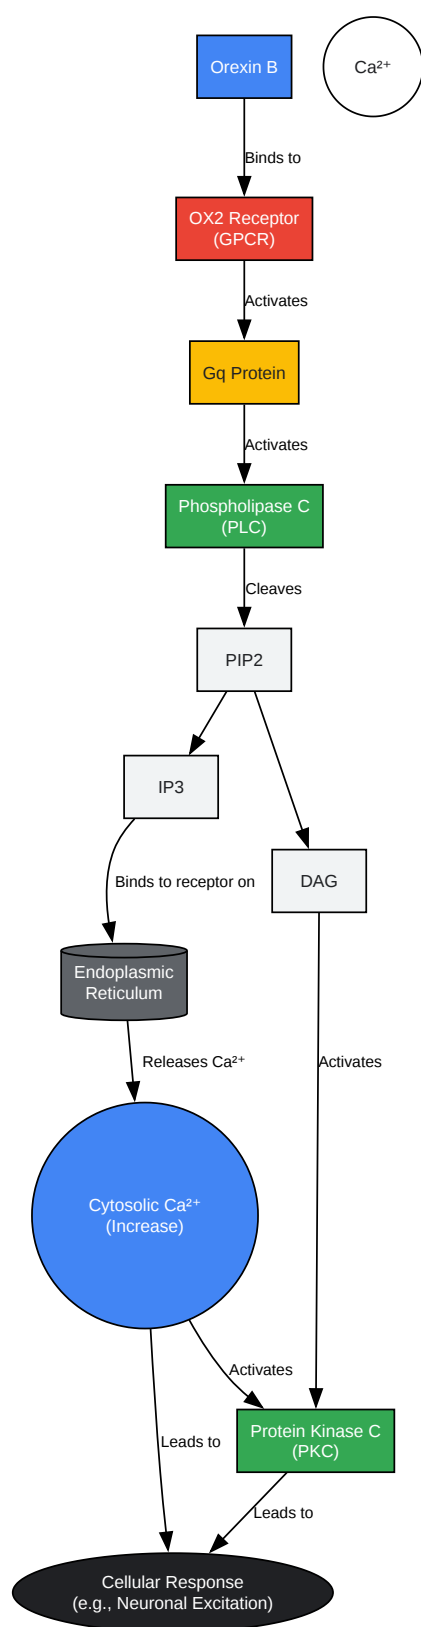 Orexin B
Ca²⁺
Binds to
OX2 Receptor
(GPCR)
Activates
Gq Protein
Activates
Phospholipase C
(PLC)
Cleaves
PIP2
IP3
DAG
Binds to receptor on
Endoplasmic
Reticulum
Releases Ca²⁺
Activates
Cytosolic Ca²⁺
(Increase)
Activates
Protein Kinase C
(PKC)
Leads to
Leads to
Cellular Response
(e.g., Neuronal Excitation)